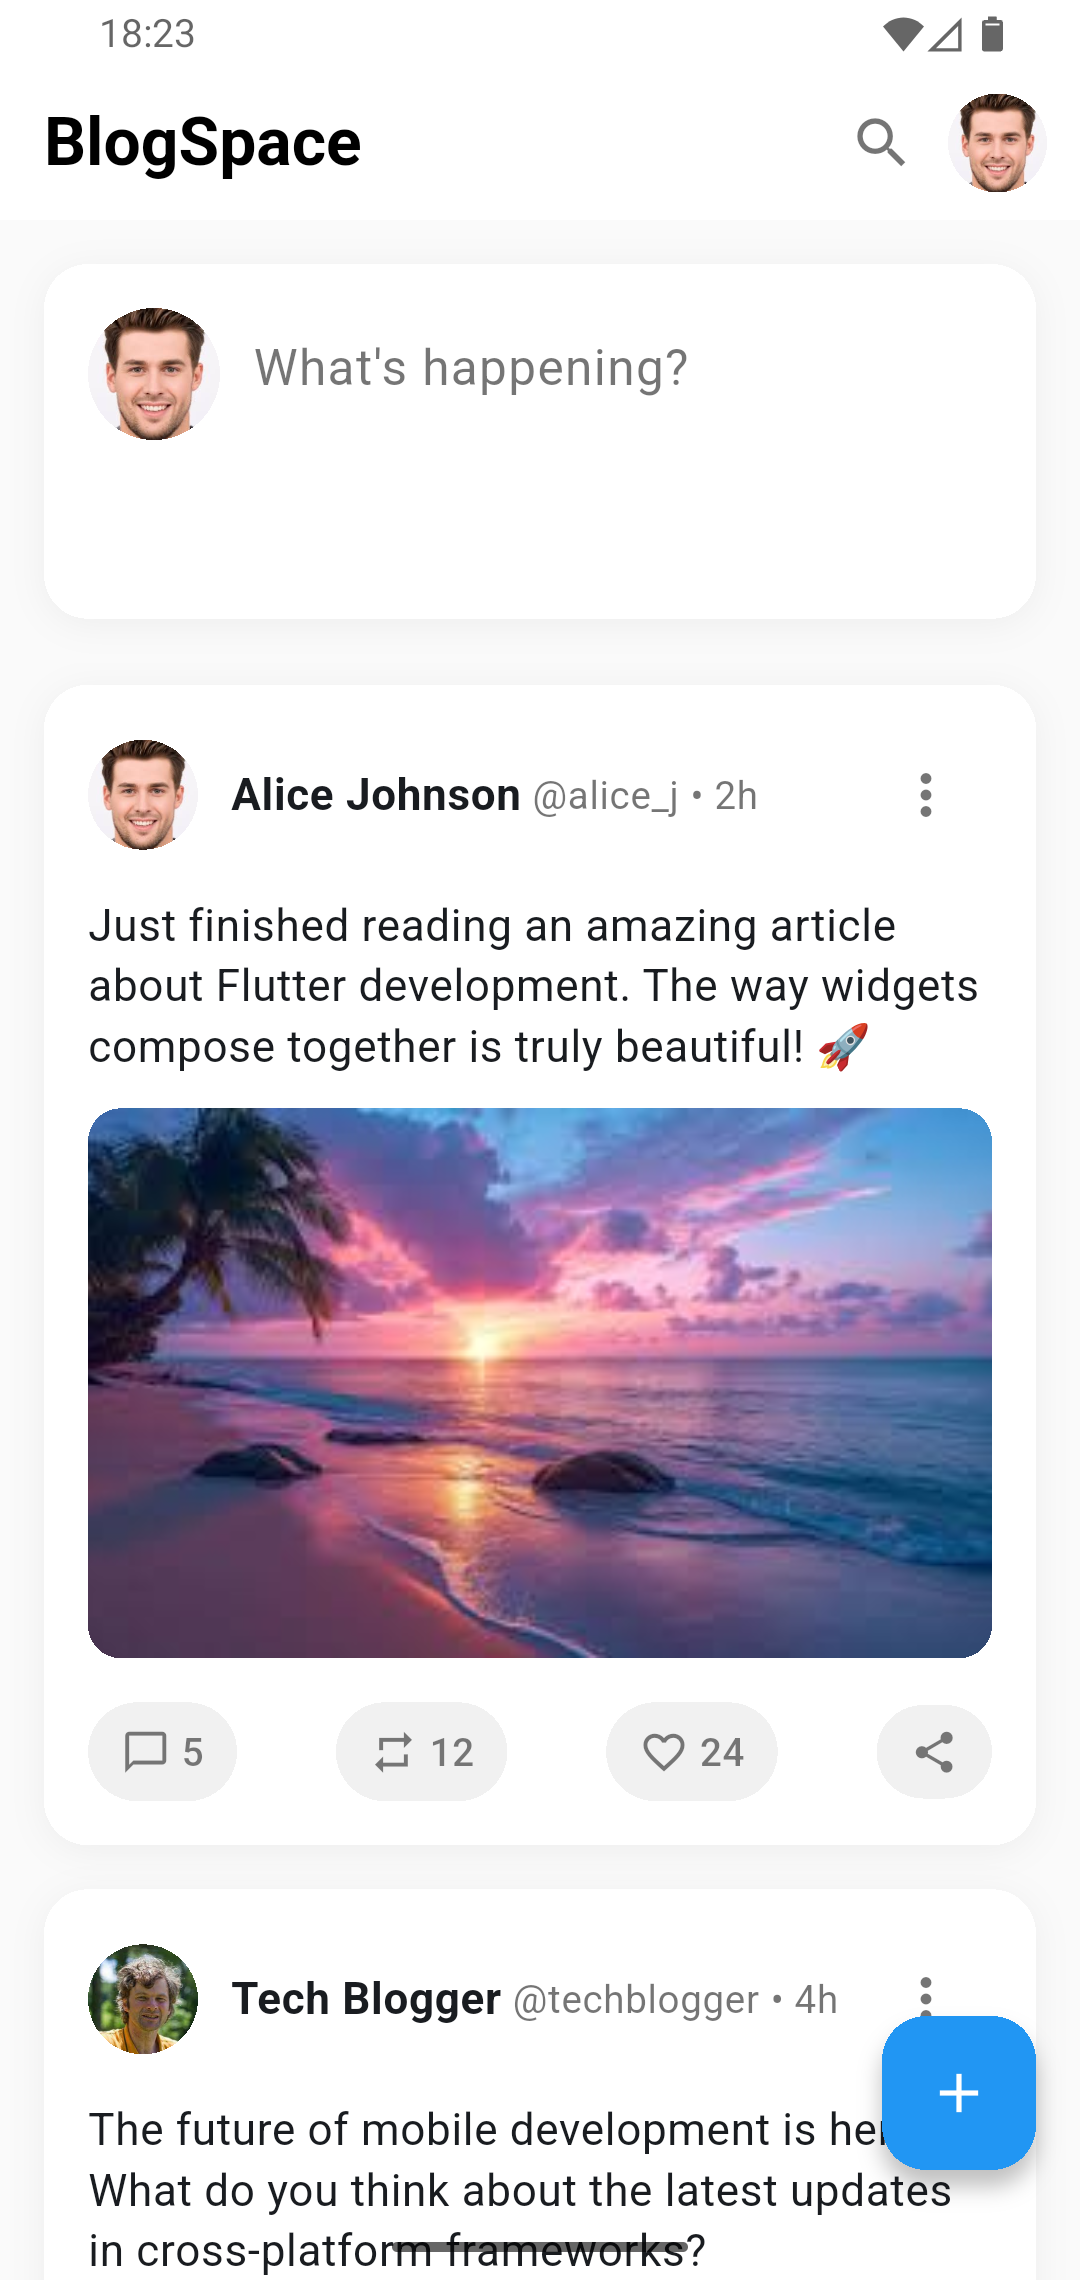 18:23
BlogSpace
What's happening?
Alice Johnson @alice_j • 2h
Just finished reading an amazing article
about Flutter development. The way widgets
compose together is truly beautiful! 🚀
5 12 24
Tech Blogger @techblogger • 4h
The future of mobile development is
What do you think about the latest updates
in cross-platform frameworks?